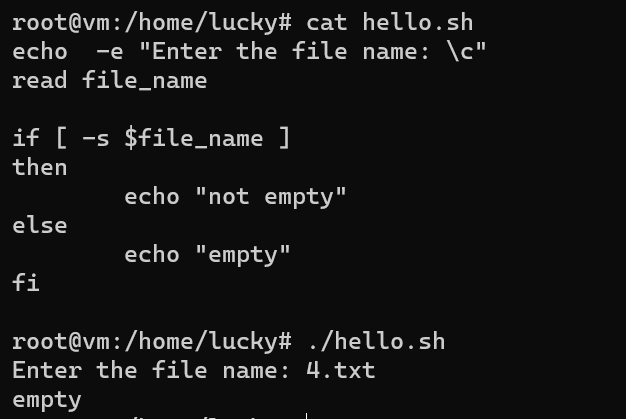 root@vm:/home/lucky# cat hello.sh
echo  -e "Enter the file name: \c"
read file_name

if [ -s $file_name ]
then
        echo "not empty"
else
        echo "empty"
fi

root@vm:/home/lucky# ./hello.sh
Enter the file name: 4.txt
empty